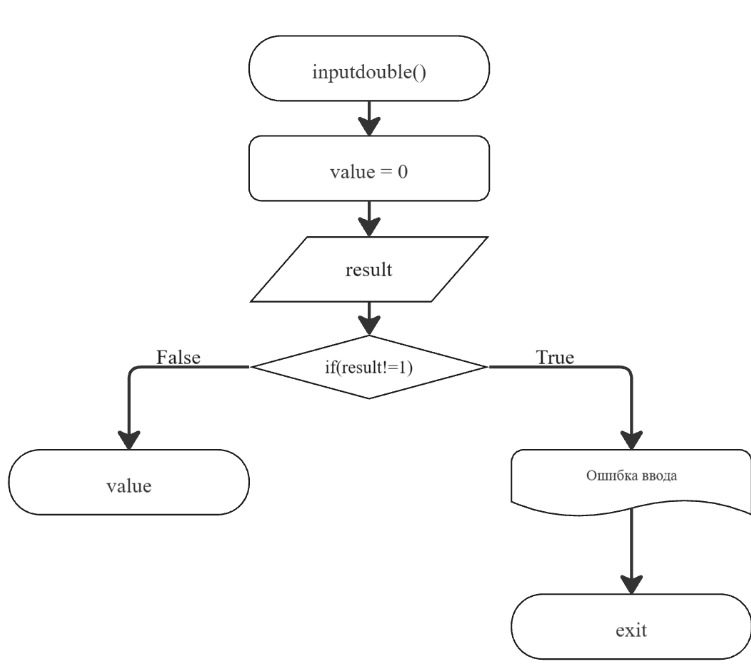 inputdouble()
value = 0
result
if(result!=1)
False
True
value
Ошибка ввода
exit